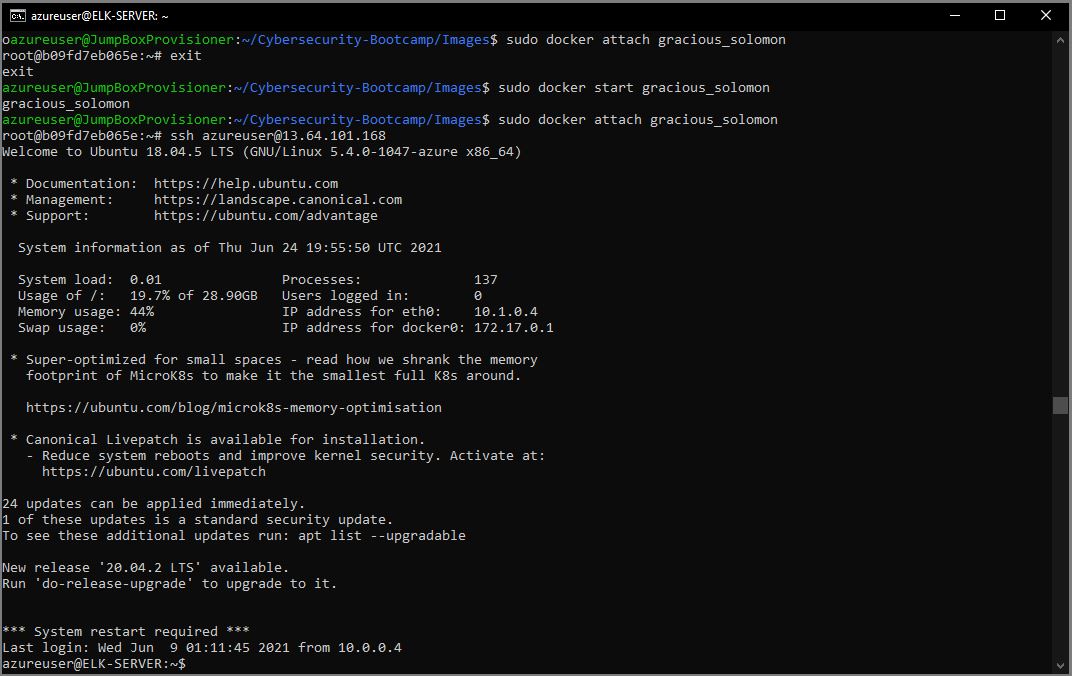 azureuser@ELK-SERVER: ~
oazureuser@JumpBoxProvisioner:~/Cybersecurity-Bootcamp/Images$ sudo docker attach gracious_solomon
root@b09fd7eb065e:~# exit
exit
azureuser@JumpBoxProvisioner:~/Cybersecurity-Bootcamp/Images$ sudo docker start gracious_solomon
gracious_solomon
azureuser@JumpBoxProvisioner:~/Cybersecurity-Bootcamp/Images$ sudo docker attach gracious_solomon
root@b09fd7eb065e:~# ssh azureuser@13.64.101.168
Welcome to Ubuntu 18.04.5 LTS (GNU/Linux 5.4.0-1047-azure x86_64)
 * Documentation:  https://help.ubuntu.com
 * Management:     https://landscape.canonical.com
 * Support:        https://ubuntu.com/advantage
  System information as of Thu Jun 24 19:55:50 UTC 2021
  System load:  0.01               Processes:              137
  Usage of /:   19.7% of 28.90GB   Users logged in:        0
  Memory usage: 44%                IP address for eth0:    10.1.0.4
  Swap usage:   0%                 IP address for docker0: 172.17.0.1
 * Super-optimized for small spaces - read how we shrank the memory
   footprint of MicroK8s to make it the smallest full K8s around.
   https://ubuntu.com/blog/microk8s-memory-optimisation
 * Canonical Livepatch is available for installation.
   - Reduce system reboots and improve kernel security. Activate at:
     https://ubuntu.com/livepatch
24 updates can be applied immediately.
1 of these updates is a standard security update.
To see these additional updates run: apt list --upgradable
New release '20.04.2 LTS' available.
Run 'do-release-upgrade' to upgrade to it.
*** System restart required ***
Last login: Wed Jun  9 01:11:45 2021 from 10.0.0.4
azureuser@ELK-SERVER:~$